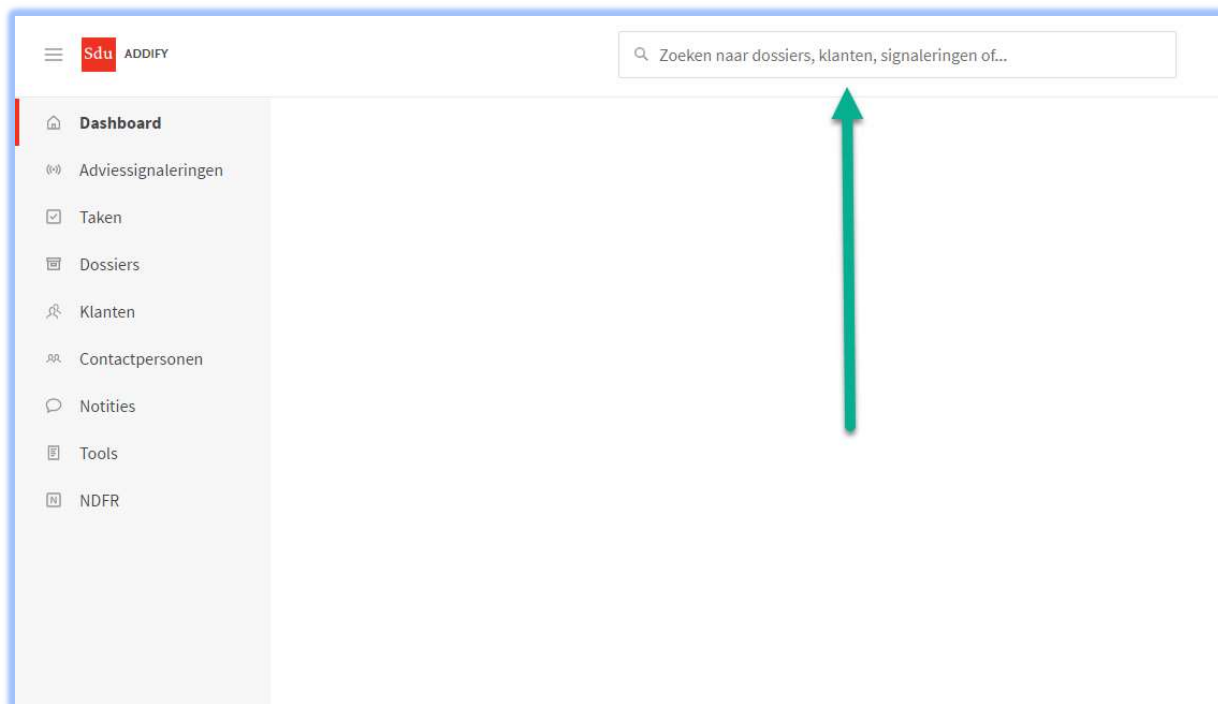 Sdu ADDIFY
Zoeken naar dossiers, klanten, signaleringen of...
Dashboard
Adviessignaleringen
Taken
Dossiers
Klanten
Contactpersonen
Notities
Tools
N NDFR